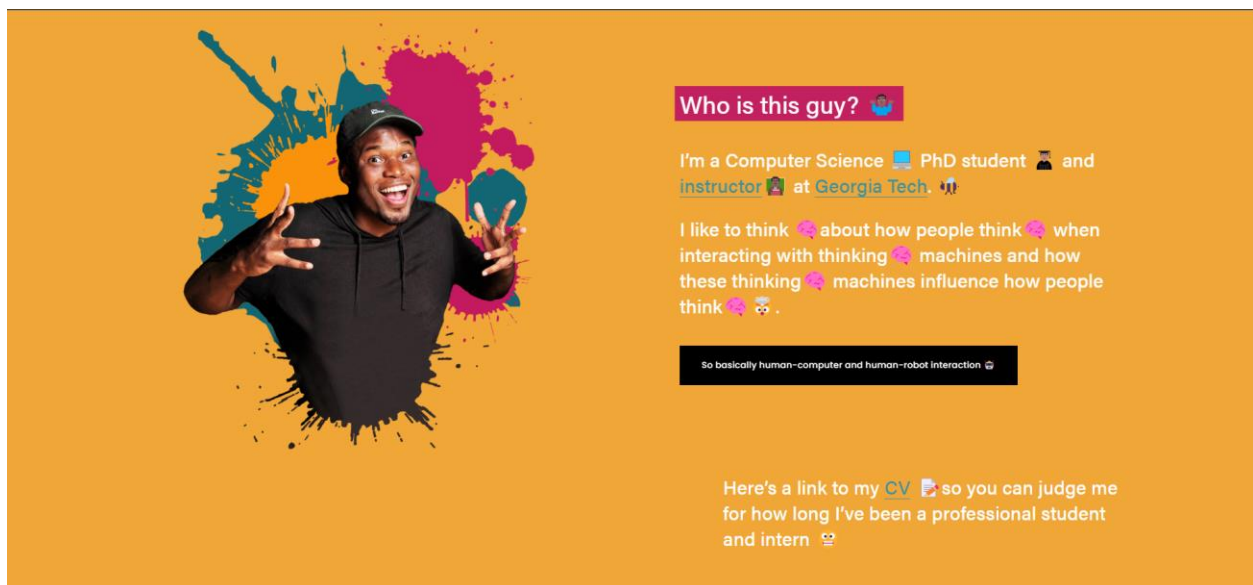 Who is this guy? 🤷🏿‍♂️
I'm a Computer Science 💻 PhD student 👨🏿‍🎓 and
instructor👨🏿‍🏫 at Georgia Tech. 🐝
I like to think 🧠about how people think🧠 when
interacting with thinking🧠 machines and how
these thinking🧠 machines influence how people
think🧠 🤯.
So basically human-computer and human-robot interaction 🤖
Here's a link to my CV 📝so you can judge me
for how long I've been a professional student
and intern 😬